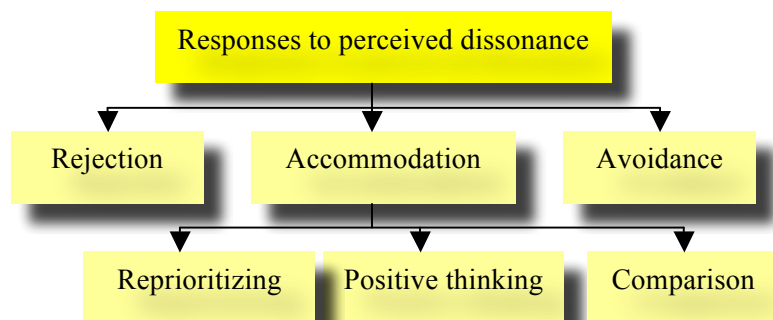 Responses to perceived dissonance
Rejection
Accommodation
Avoidance
Reprioritizing
Positive thinking
Comparison